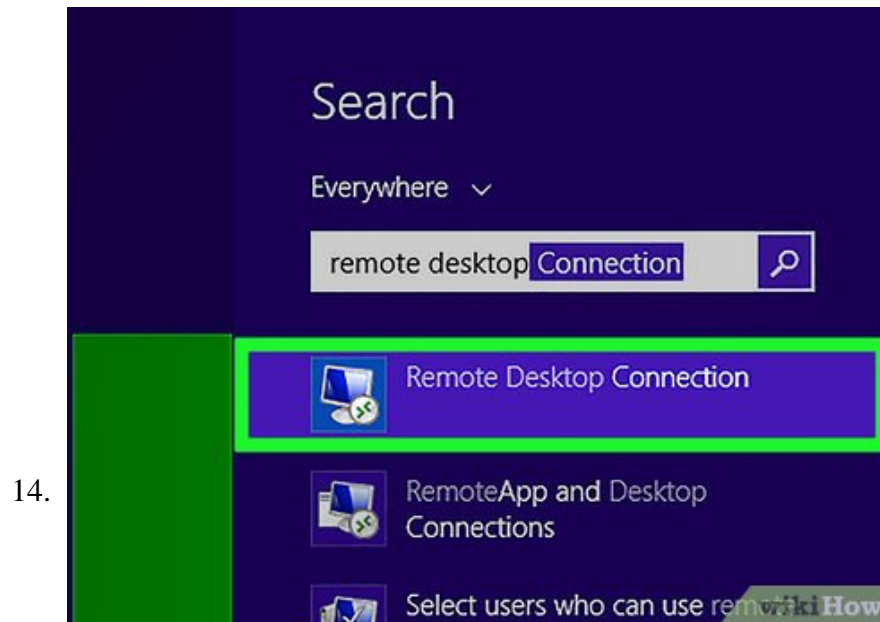 Search
Everywhere
remote desktop Connection
Remote Desktop Connection
14.
RemoteApp and Desktop
Connections
Select users who can use remote
wikiHow